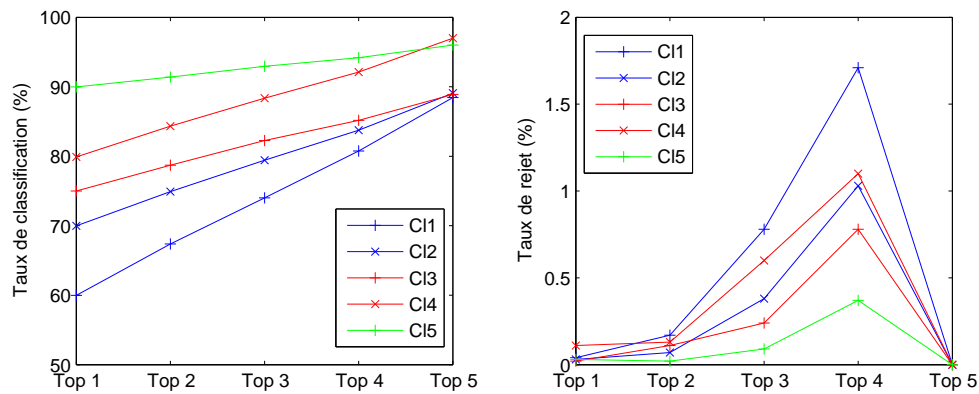 Taux de classification (%)
100
90
80
70
60
50
Top 1 Top 2 Top 3 Top 4 Top 5
Cl1
Cl2
Cl3
Cl4
Cl5
Taux de rejet (%)
2
1.5
1
0.5
0
Top 1 Top 2 Top 3 Top 4 Top 5
Cl1
Cl2
Cl3
Cl4
Cl5